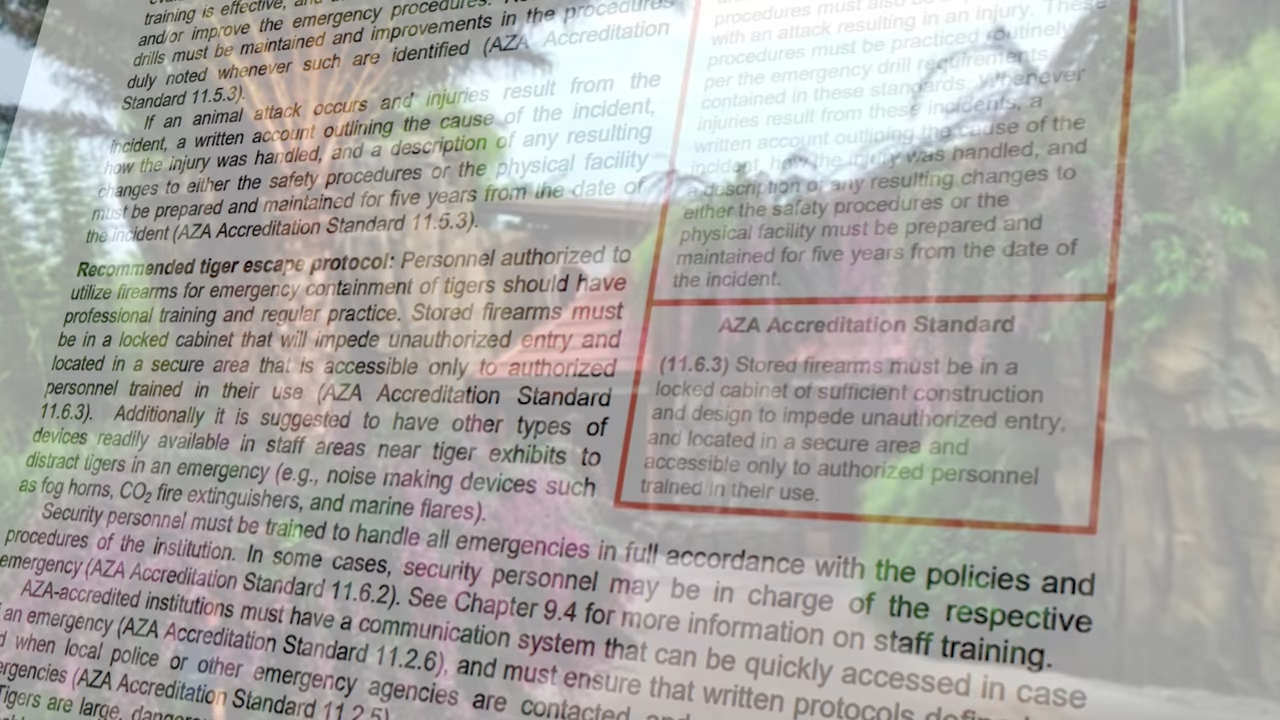 training is effective, and
and/or improve the emergency procedures.
drills must be maintained and improvements in the procedures
duly noted whenever such are identified (AZA Accreditation
Standard 11.5.3).
If an animal attack occurs and injuries result from the
incident, a written account outlining the cause of the incident,
how the injury was handled, and a description of any resulting
changes to either the safety procedures or the physical facility
must be prepared and maintained for five years from the date of
the incident (AZA Accreditation Standard 11.5.3).
Recommended tiger escape protocol: Personnel authorized to
utilize firearms for emergency containment of tigers should have
professional training and regular practice. Stored firearms must
be in a locked cabinet that will impede unauthorized entry and
located in a secure area that is accessible only to authorized
personnel trained in their use (AZA Accreditation Standard
11.6.3). Additionally it is suggested to have other types of
devices readily available in staff areas near tiger exhibits to
distract tigers in an emergency (e.g., noise making devices such
as fog horns, CO₂ fire extinguishers, and marine flares).
procedures must also be
with an attack resulting in an injury. These
procedures must be practiced routinely
per the emergency drill requirements
contained in these standards. Whenever
injuries result from these incidents, a
written account outlining the cause of the
incident, how the injury was handled, and
a description of any resulting changes to
either the safety procedures or the
physical facility must be prepared and
maintained for five years from the date of
the incident.
AZA Accreditation Standard
(11.6.3) Stored firearms must be in a
locked cabinet of sufficient construction
and design to impede unauthorized entry,
and located in a secure area and
accessible only to authorized personnel
trained in their use.
Security personnel must be trained to handle all emergencies in full accordance with the policies and
procedures of the institution. In some cases, security personnel may be in charge of the respective
emergency (AZA Accreditation Standard 11.6.2). See Chapter 9.4 for more information on staff training.
AZA-accredited institutions must have a communication system that can be quickly accessed in case
an emergency (AZA Accreditation Standard 11.2.6), and must ensure that written protocols
when local police or other emergency agencies are contacted
(AZA Accreditation Standard 11.2.5)
Tigers are large,